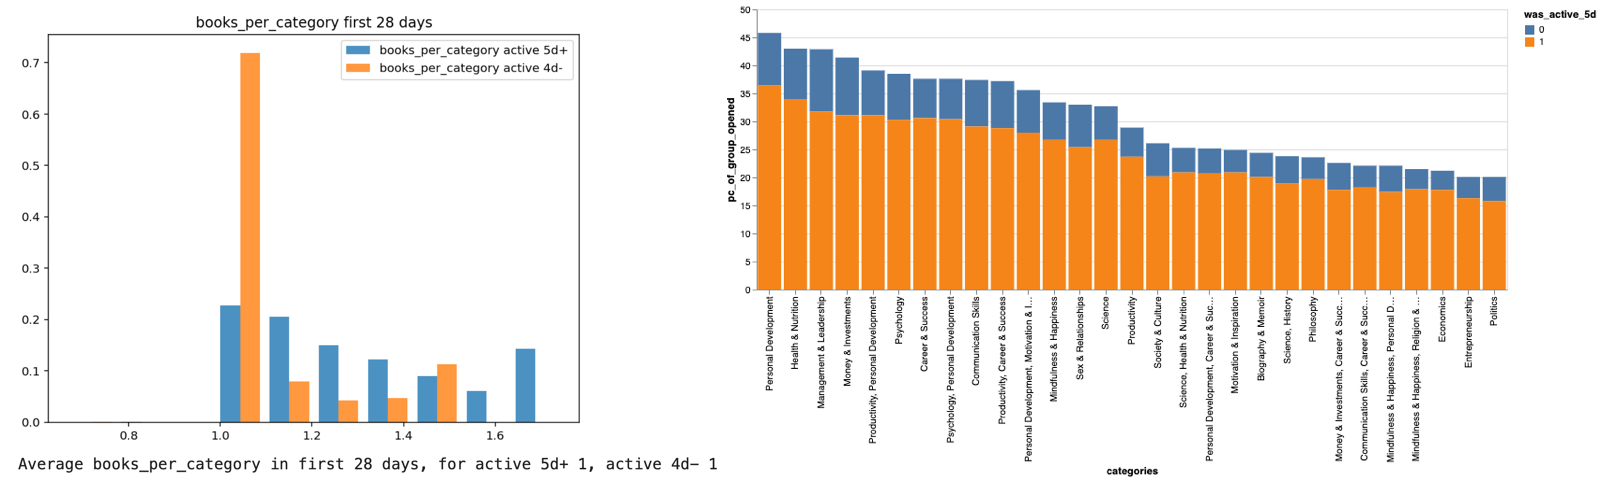 books_per_category first 28 days
books_per_category active 5d+
books_per_category active 4d-
0.7
0.6
0.5
0.4
0.3
0.2
0.1
0.0
0.8
1.0
1.2
1.4
1.6
Average books_per_category in first 28 days, for active 5d+ 1, active 4d- 1
was_active_5d
0
1
pc_of_group_opened
50
45
40
35
30
25
20
15
10
5
0
Personal Development
Health & Nutrition
Management & Leadership
Money & Investments
Productivity, Personal Development
Psychology
Career & Success
Psychology, Personal Development
Communication Skills
Productivity, Career & Success
Personal Development, Motivation & I…
Mindfulness & Happiness
Sex & Relationships
Science
Productivity
Society & Culture
Science, Health & Nutrition
Personal Development, Career & Suc…
Motivation & Inspiration
Biography & Memoir
Science, History
Philosophy
Money & Investments, Career & Succ…
Communication Skills, Career & Succ…
Mindfulness & Happiness, Personal D…
Mindfulness & Happiness, Religion & …
Economics
Entrepreneurship
Politics
categories